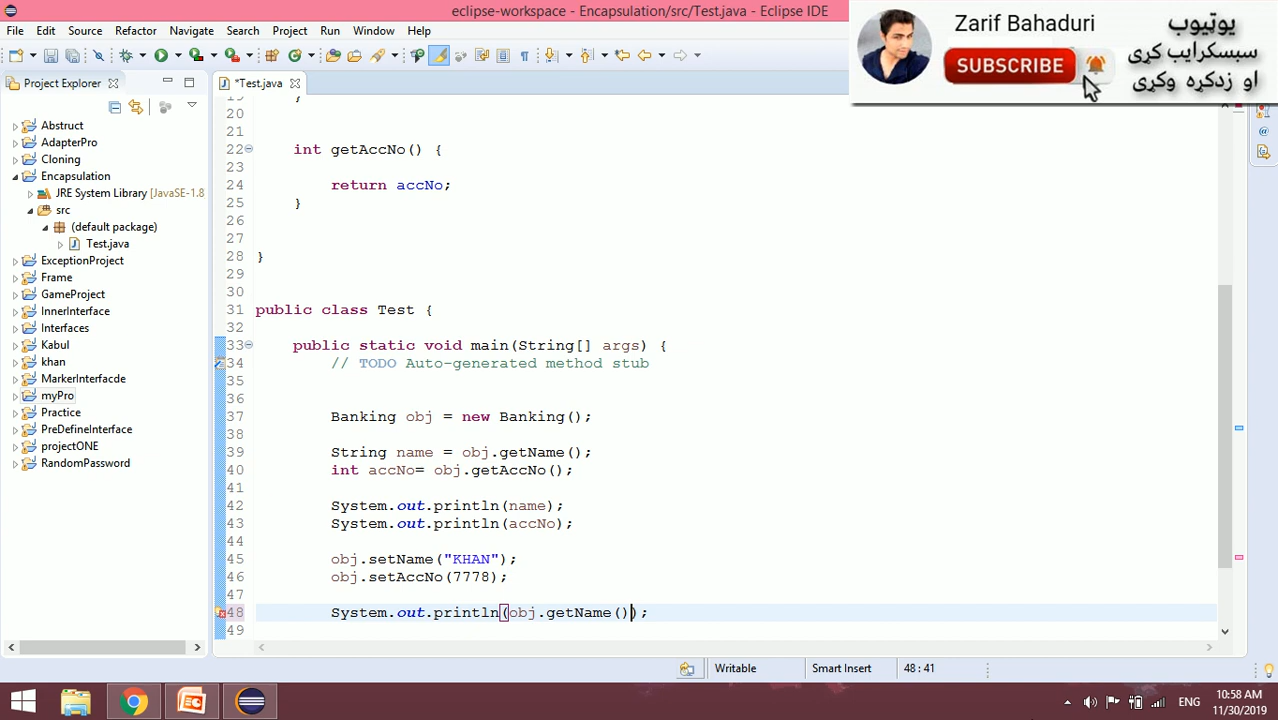 eclipse-workspace - Encapsulation/src/Test.java - Eclipse IDE
File Edit Source Refactor Navigate Search Project Run Window Help
Zarif Bahaduri
SUBSCRIBE
یوټیوب
سبسکرایب کړی
او زدکړه وکړی
Project Explorer
*Test.java
Abstruct
AdapterPro
Cloning
Encapsulation
JRE System Library [JavaSE-1.8
src
(default package)
Test.java
ExceptionProject
Frame
GameProject
InnerInterface
Interfaces
Kabul
khan
MarkerInterfacde
myPro
Practice
PreDefineInterface
projectONE
RandomPassword
19 }
20
21
22 int getAccNo() {
23
24 return accNo;
25 }
26
27
28 }
29
30
31 public class Test {
32
33 public static void main(String[] args) {
34 // TODO Auto-generated method stub
35
36
37 Banking obj = new Banking();
38
39 String name = obj.getName();
40 int accNo= obj.getAccNo();
41
42 System.out.println(name);
43 System.out.println(accNo);
44
45 obj.setName("KHAN");
46 obj.setAccNo(7778);
47
48 System.out.println(obj.getName());
49
Writable Smart Insert 48 : 41
ENG
10:58 AM
11/30/2019